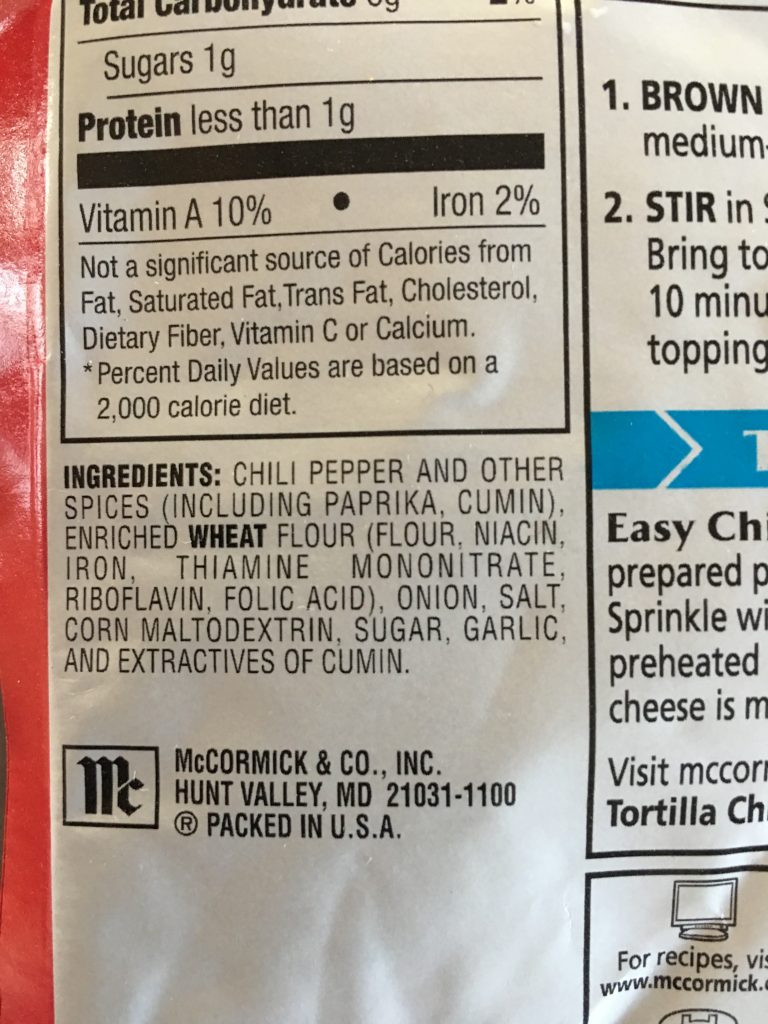 Total Carbohydrate
Sugars 1g
Protein less than 1g
Vitamin A 10% • Iron 2%
Not a significant source of Calories from
Fat, Saturated Fat,Trans Fat, Cholesterol,
Dietary Fiber, Vitamin C or Calcium.
*Percent Daily Values are based on a
2,000 calorie diet.
INGREDIENTS: CHILI PEPPER AND OTHER
SPICES (INCLUDING PAPRIKA, CUMIN),
ENRICHED WHEAT FLOUR (FLOUR, NIACIN,
IRON, THIAMINE MONONITRATE,
RIBOFLAVIN, FOLIC ACID), ONION, SALT,
CORN MALTODEXTRIN, SUGAR, GARLIC,
AND EXTRACTIVES OF CUMIN.
Mc
McCORMICK & CO., INC.
HUNT VALLEY, MD 21031-1100
® PACKED IN U.S.A.
1. BROWN
medium-
2. STIR in
Bring to
10 minu
topping
Easy Chi
prepared p
Sprinkle wi
preheated
cheese is m
Visit mccor
Tortilla Ch
For recipes, vis
www.mccormick.